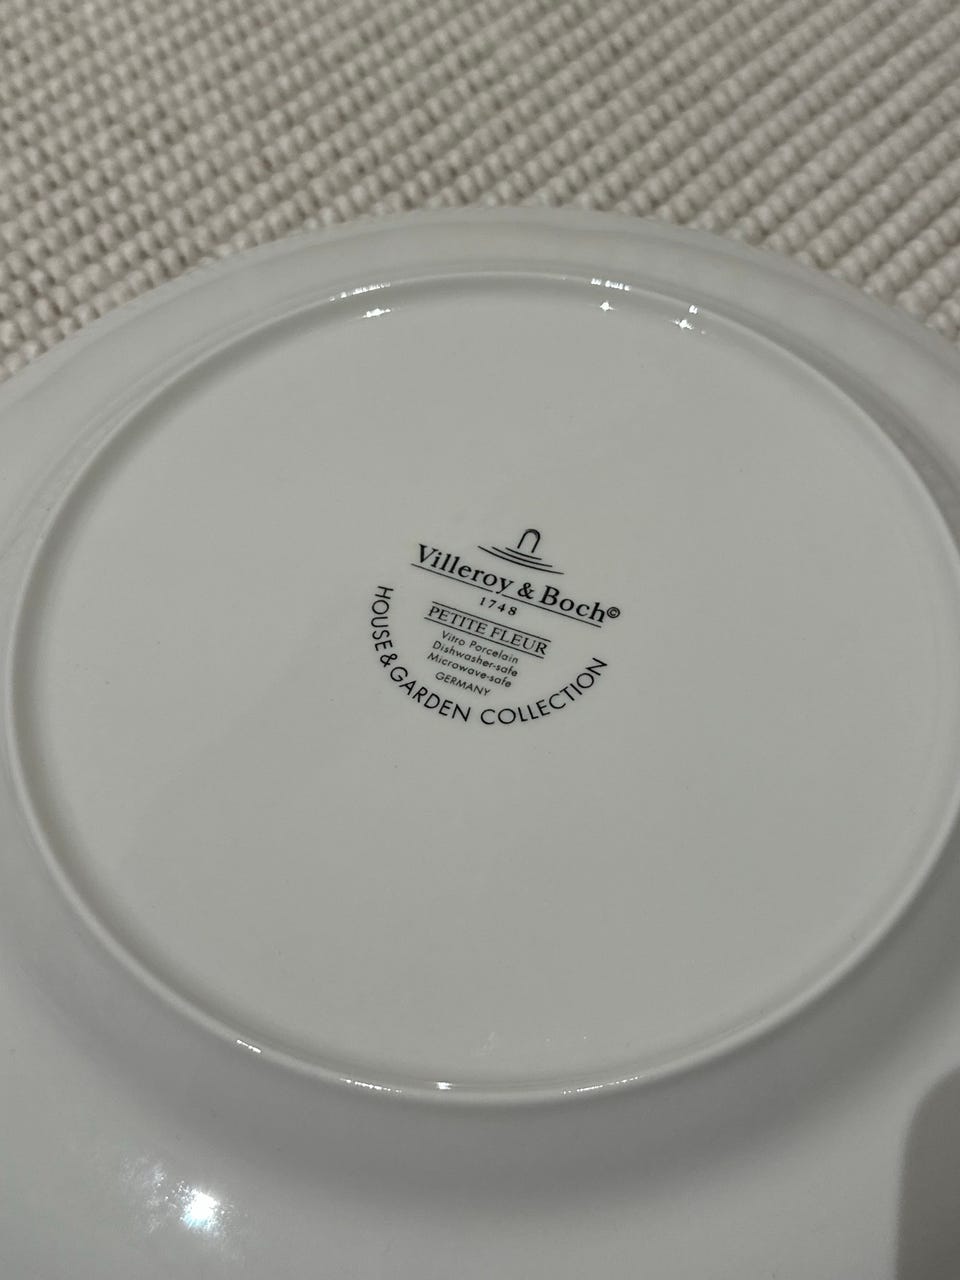 Villeroy & Boch©
1748
PETITE FLEUR
Vitro Porcelain
Dishwasher-safe
Microwave-safe
GERMANY
HOUSE & GARDEN COLLECTION